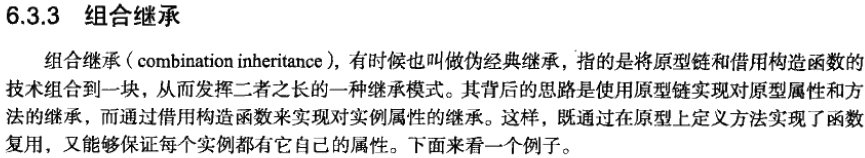 6.3.3 组合继承
组合继承（combination inheritance），有时候也叫做伪经典继承，指的是将原型链和借用构造函数的
技术组合到一块，从而发挥二者之长的一种继承模式。其背后的思路是使用原型链实现对原型属性和方
法的继承，而通过借用构造函数来实现对实例属性的继承。这样，既通过在原型上定义方法实现了函数
复用，又能够保证每个实例都有它自己的属性。下面来看一个例子。